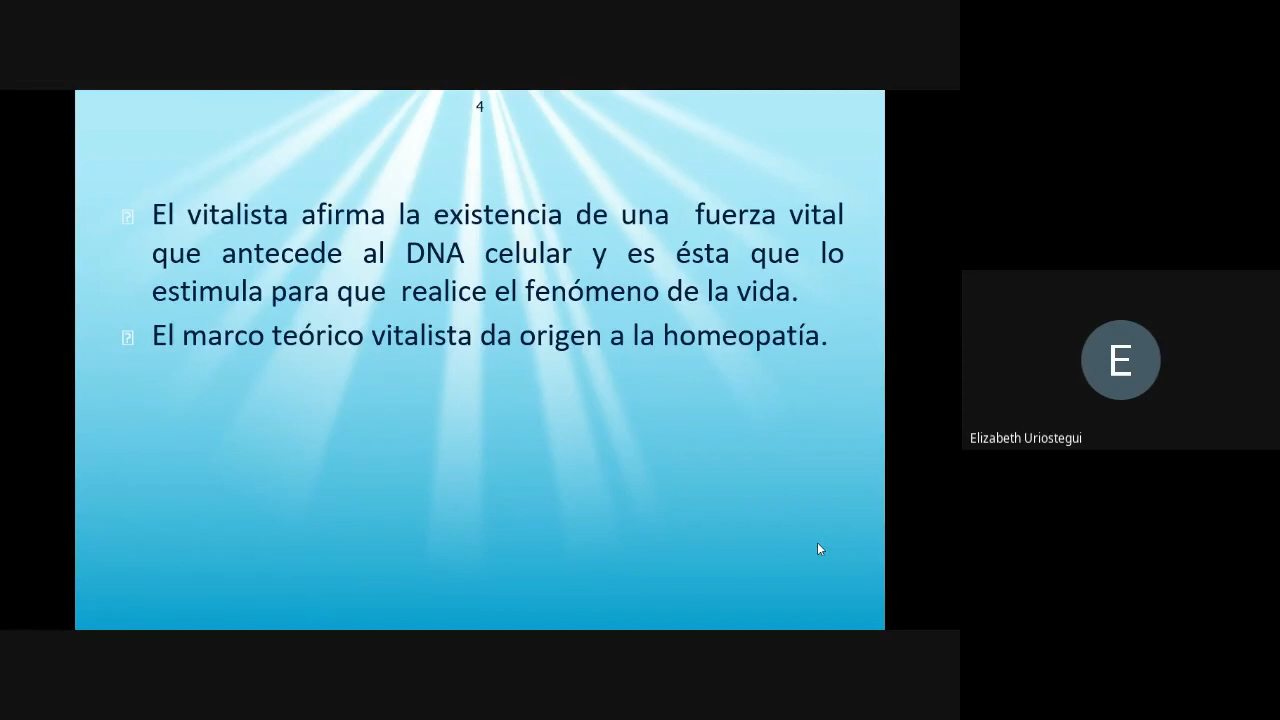 4
El vitalista afirma la existencia de una fuerza vital
que antecede al DNA celular y es ésta que lo
estimula para que realice el fenómeno de la vida.
El marco teórico vitalista da origen a la homeopatía.
E
Elizabeth Uriostegui